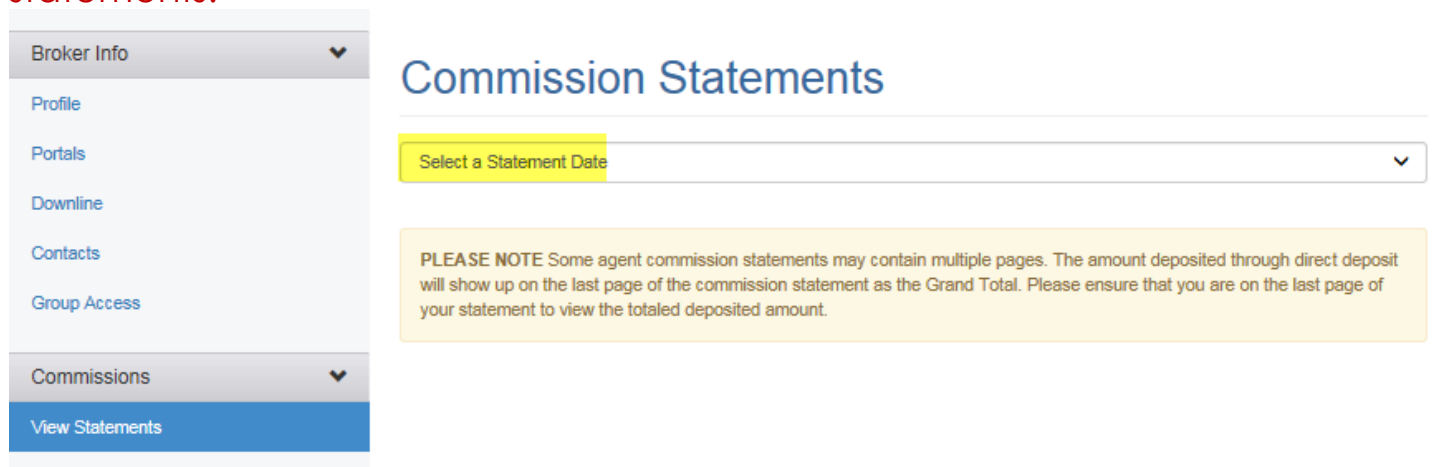 statements.
Broker Info
Profile
Portals
Downline
Contacts
Group Access
Commissions
View Statements
Commission Statements
Select a Statement Date
PLEASE NOTE Some agent commission statements may contain multiple pages. The amount deposited through direct deposit
will show up on the last page of the commission statement as the Grand Total. Please ensure that you are on the last page of
your statement to view the totaled deposited amount.